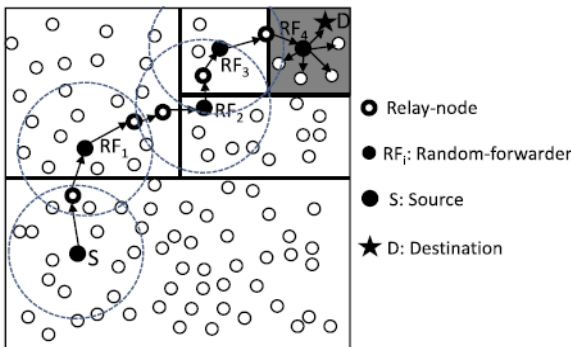 D
RF4
RF3
RF2
RF1
S
Relay-node
RFi: Random-forwarder
S: Source
D: Destination